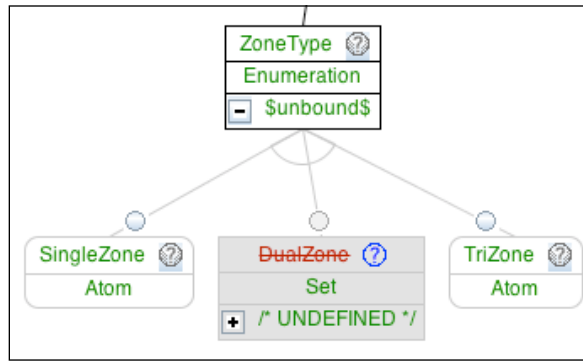 ZoneType ?
Enumeration
- $unbound$
SingleZone ?
Atom
DualZone ?
Set
+ /* UNDEFINED */
TriZone ?
Atom